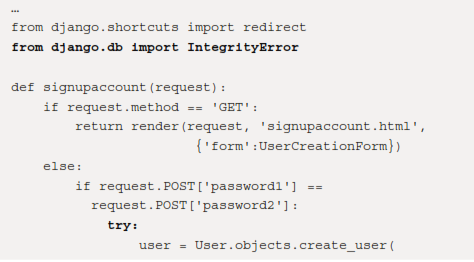 …
from django.shortcuts import redirect
from django.db import IntegrityError

def signupaccount(request):
    if request.method == 'GET':
        return render(request, 'signupaccount.html',
                      {'form':UserCreationForm})
    else:
        if request.POST['password1'] ==
          request.POST['password2']:
            try:
                user = User.objects.create_user(